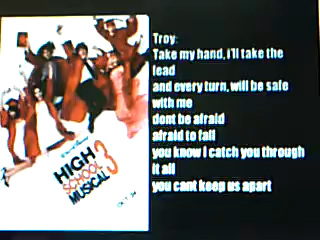 HIGH
SCHOOL
MUSICAL 3
OCT 24
Troy:
Take my hand, i'll take the
lead
and every turn, will be safe
with me
dont be afraid
afraid to fall
you know I catch you through
it all
you cant keep us apart